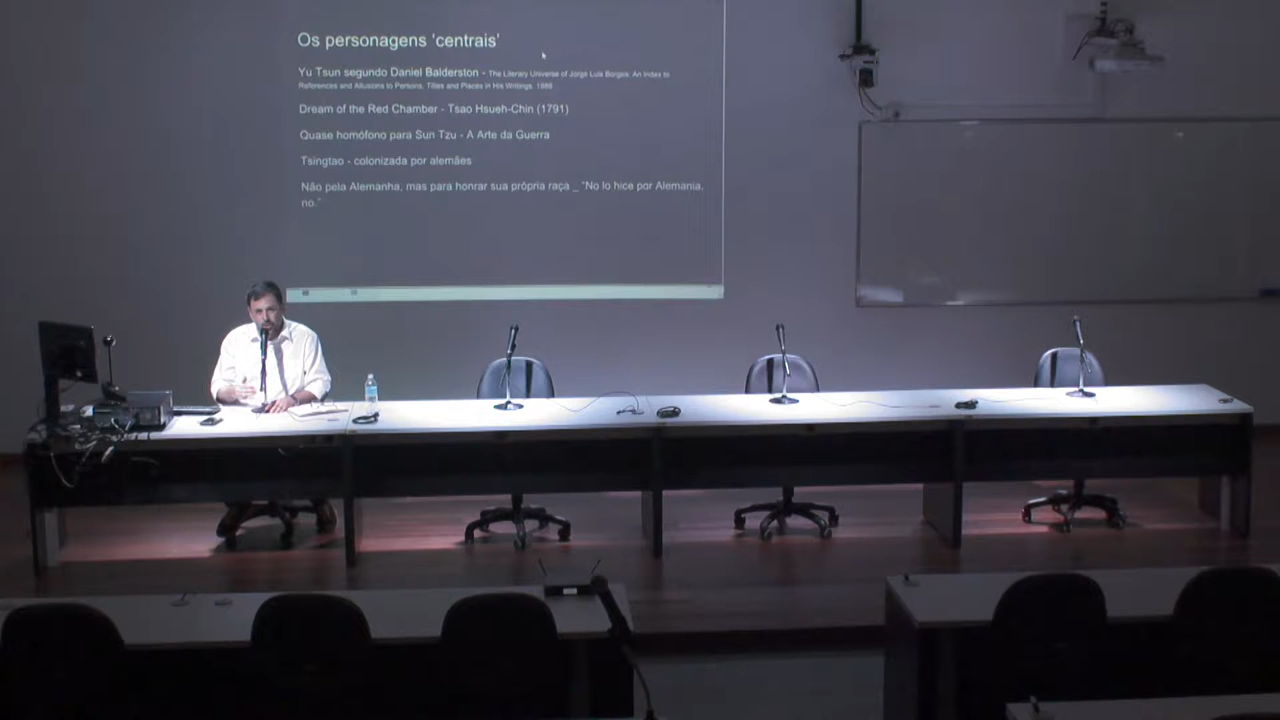 Os personagens 'centrais'
Yu Tsun segundo Daniel Balderston - The Literary Universe of Jorge Luis Borges: An Index to
References and Allusions to Persons, Titles and Places in His Writings, 1986
Dream of the Red Chamber - Tsao Hsueh-Chin (1791)
Quase homófono para Sun Tzu - A Arte da Guerra
Tsingtao - colonizada por alemães
Não pela Alemanha, mas para honrar sua própria raça _ "No lo hice por Alemania,
no."